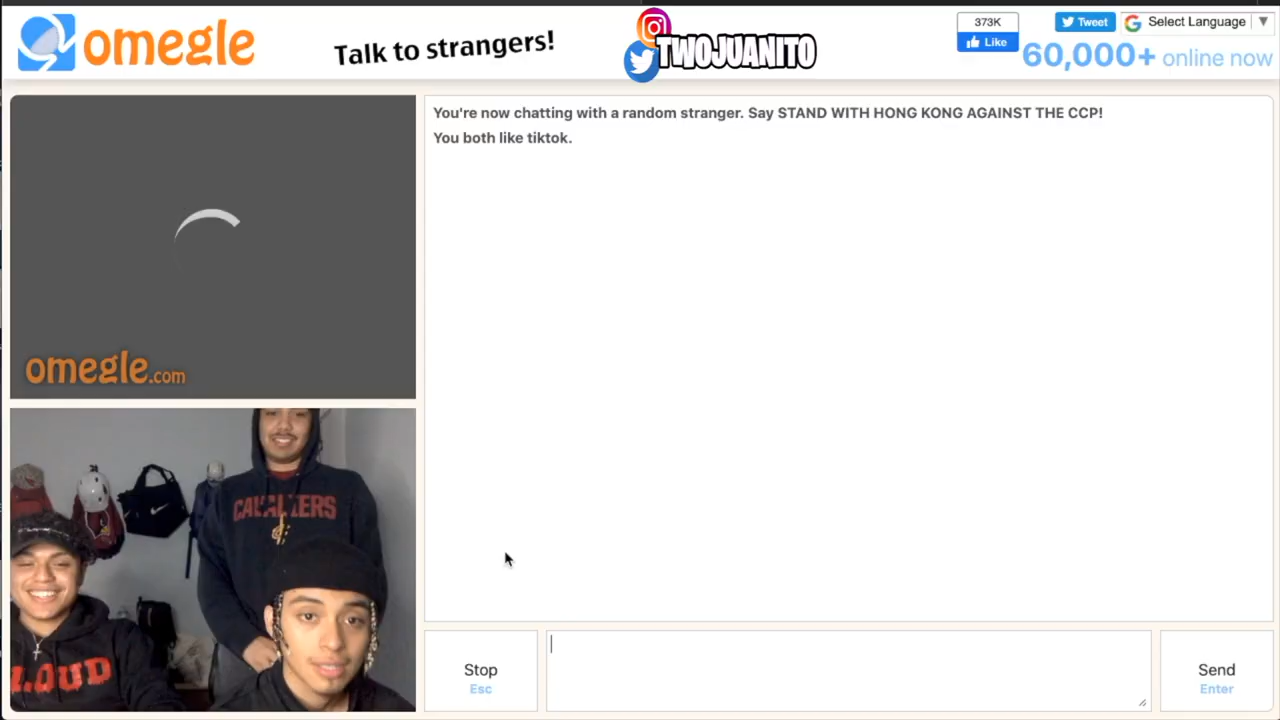 omegle
Talk to strangers!
TWOJUANITO
373K
Like
Tweet
G Select Language ▼
60,000+ online now
You're now chatting with a random stranger. Say STAND WITH HONG KONG AGAINST THE CCP!
You both like tiktok.
omegle.com
CAVALIERS
LOUD
Stop
Esc
Send
Enter